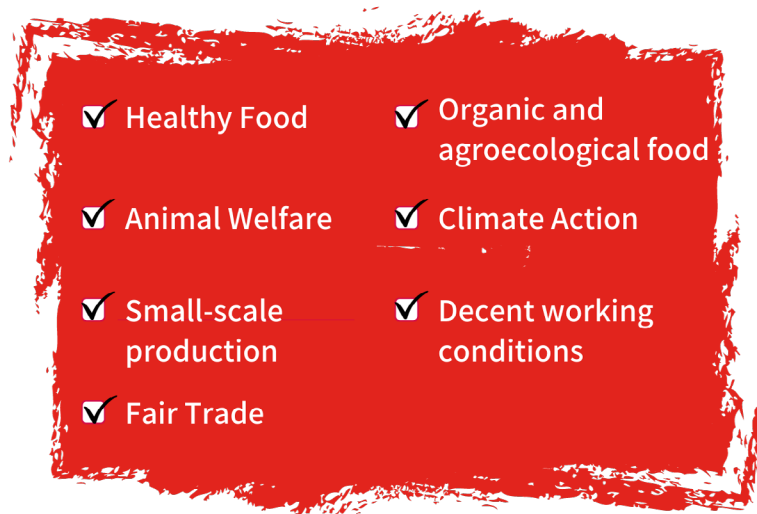 Healthy Food
Organic and
agroecological food
Animal Welfare
Climate Action
Small-scale
production
Decent working
conditions
Fair Trade